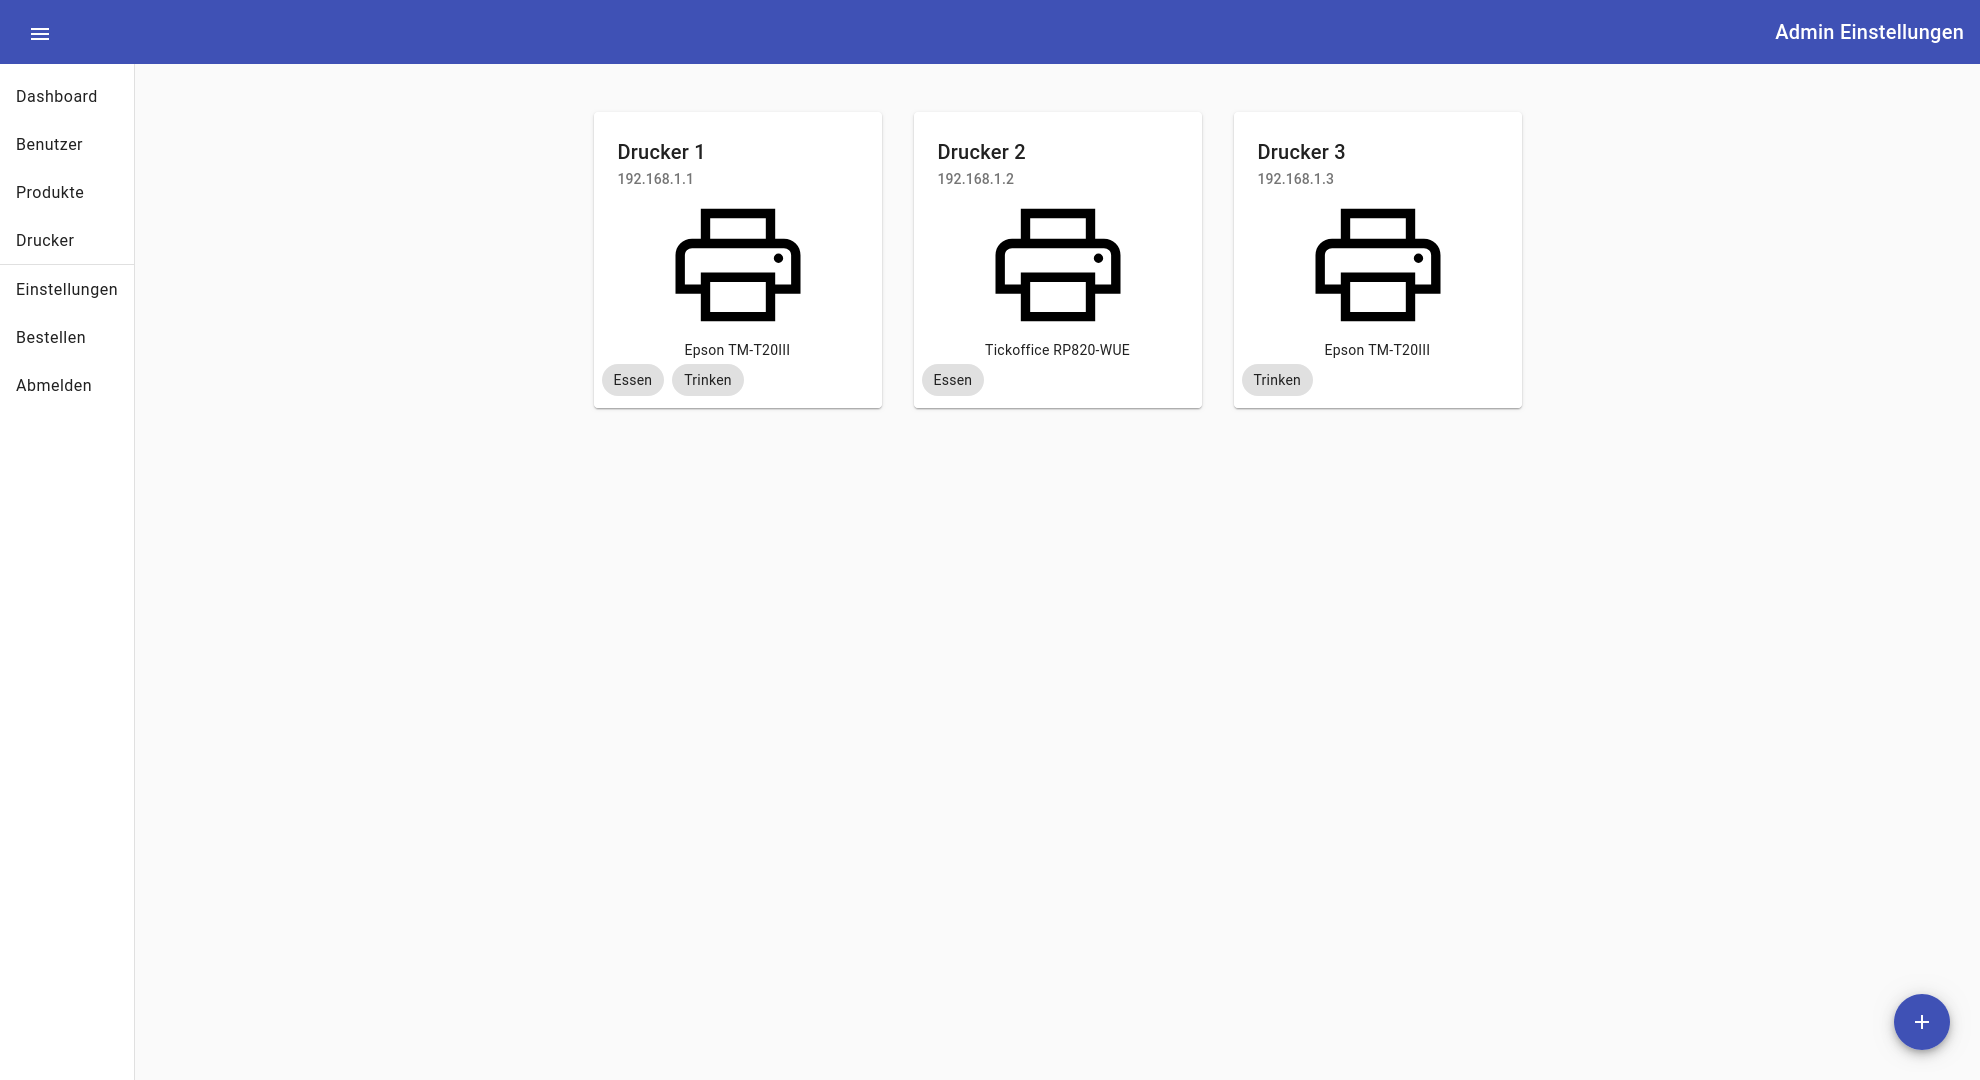 Admin Einstellungen
Dashboard
Benutzer
Produkte
Drucker
Einstellungen
Bestellen
Abmelden
Drucker 1
192.168.1.1
Epson TM-T20III
Essen Trinken
Drucker 2
192.168.1.2
Tickoffice RP820-WUE
Essen
Drucker 3
192.168.1.3
Epson TM-T20III
Trinken